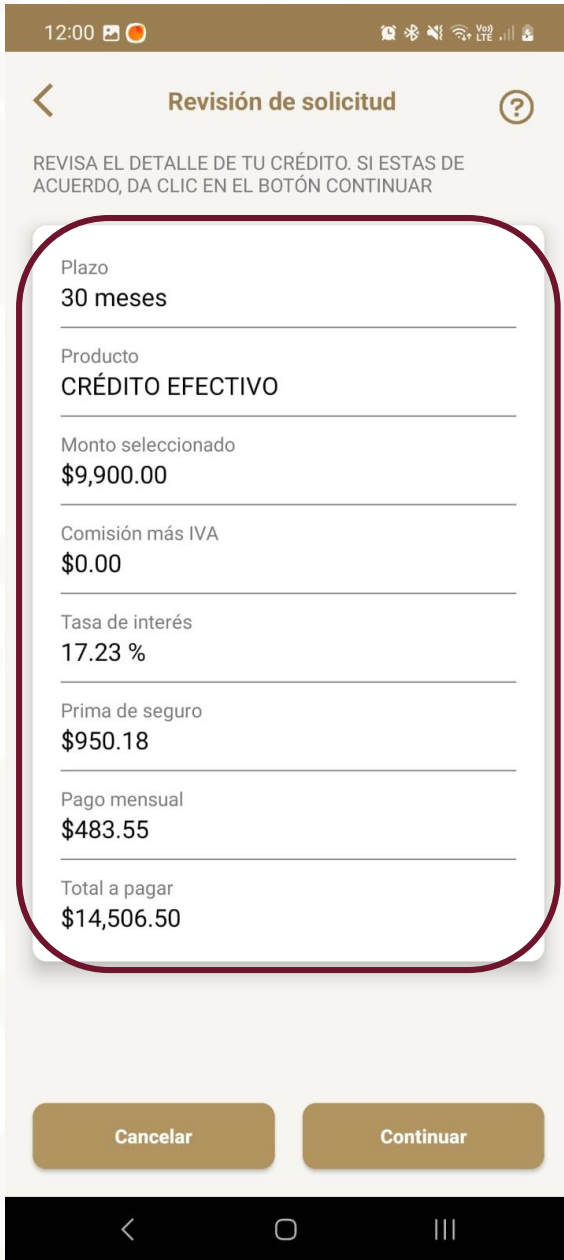 12:00
Vo))
LTE
Revisión de solicitud
?
REVISA EL DETALLE DE TU CRÉDITO. SI ESTAS DE
ACUERDO, DA CLIC EN EL BOTÓN CONTINUAR
Plazo
30 meses
Producto
CRÉDITO EFECTIVO
Monto seleccionado
$9,900.00
Comisión más IVA
$0.00
Tasa de interés
17.23 %
Prima de seguro
$950.18
Pago mensual
$483.55
Total a pagar
$14,506.50
Cancelar
Continuar